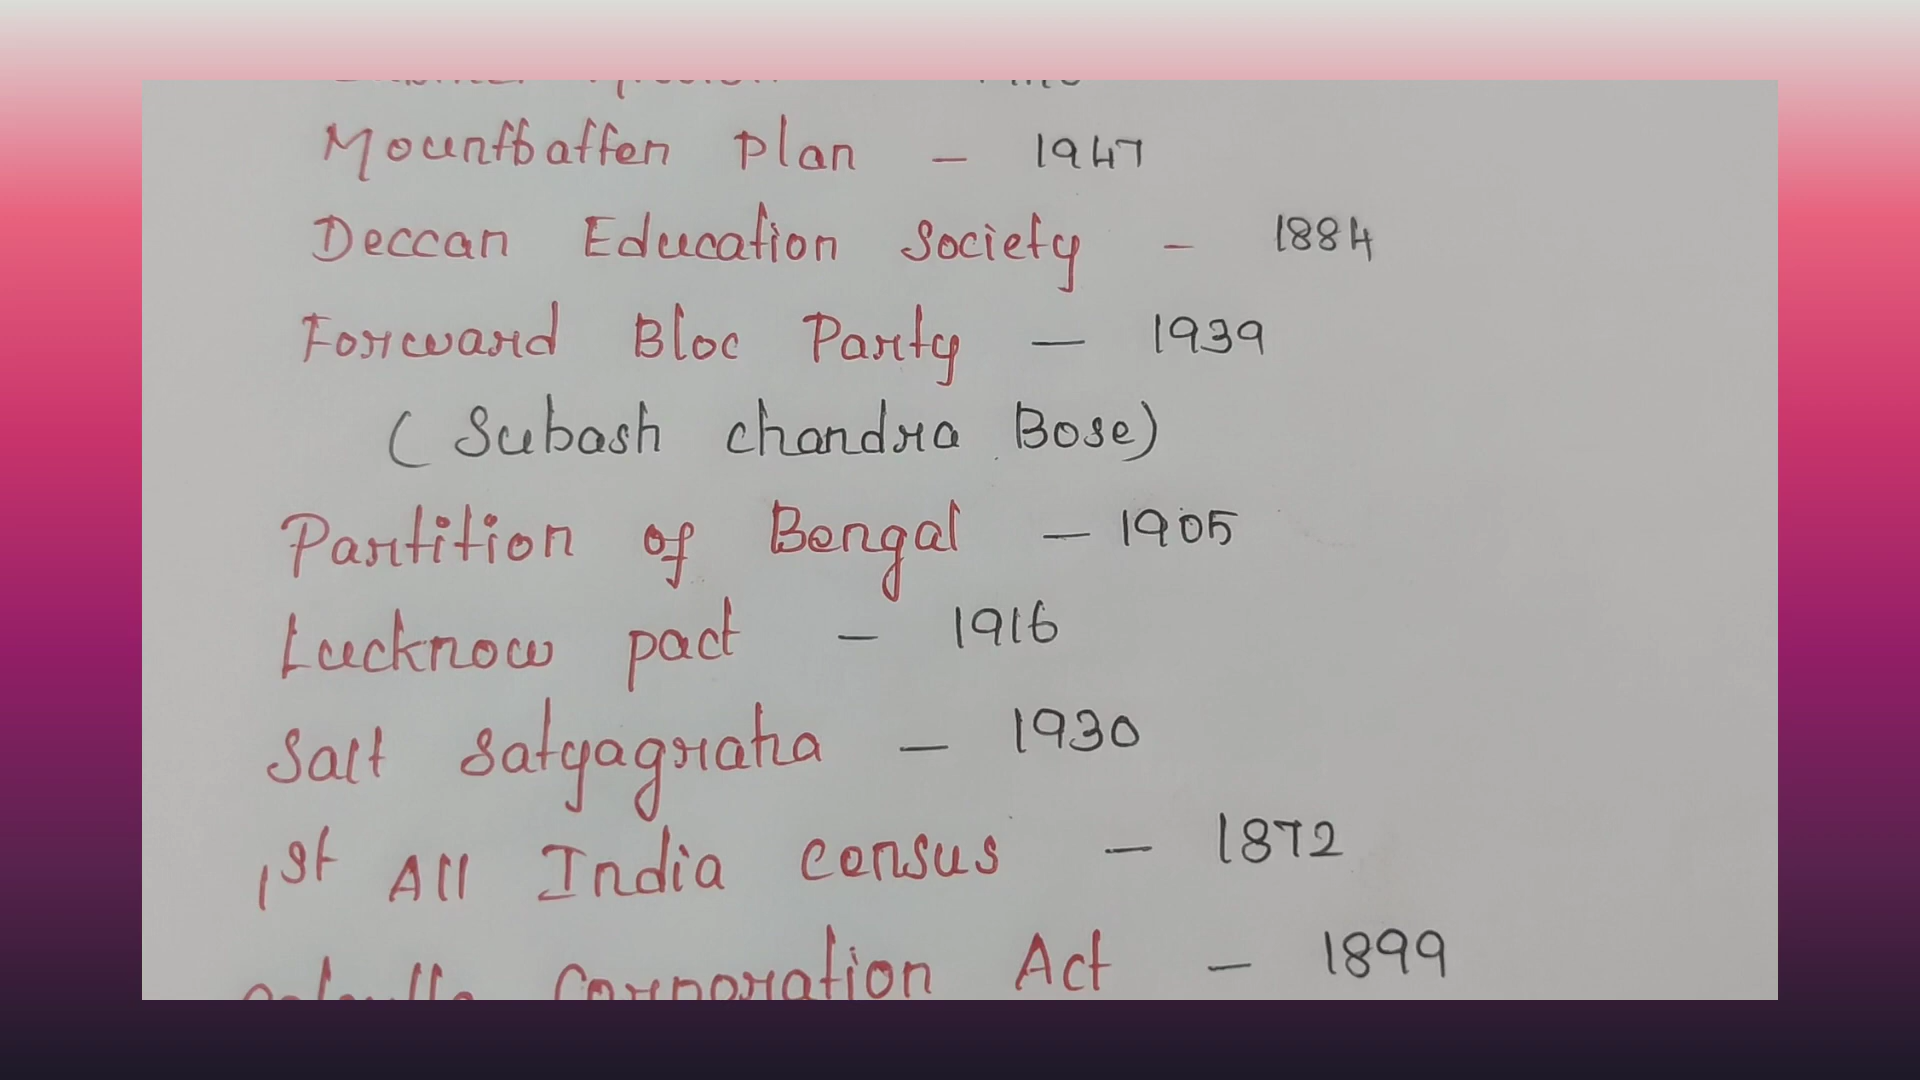 Mountbatten plan - 1947
Deccan Education Society - 1884
Forward Bloc Party - 1939
(Subash chandra Bose)
Partition of Bengal - 1905
Lucknow pact - 1916
Salt Satyagraha - 1930
1st All India census - 1872
Corporation Act - 1899